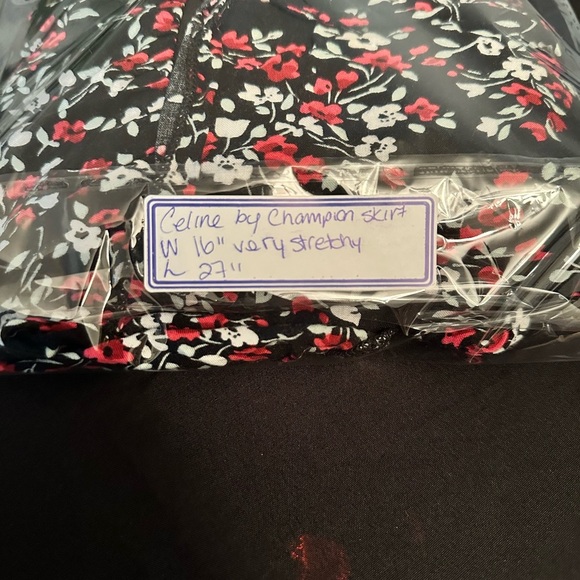 Celine by Champion skirt
W 16" very stretchy
L 27"